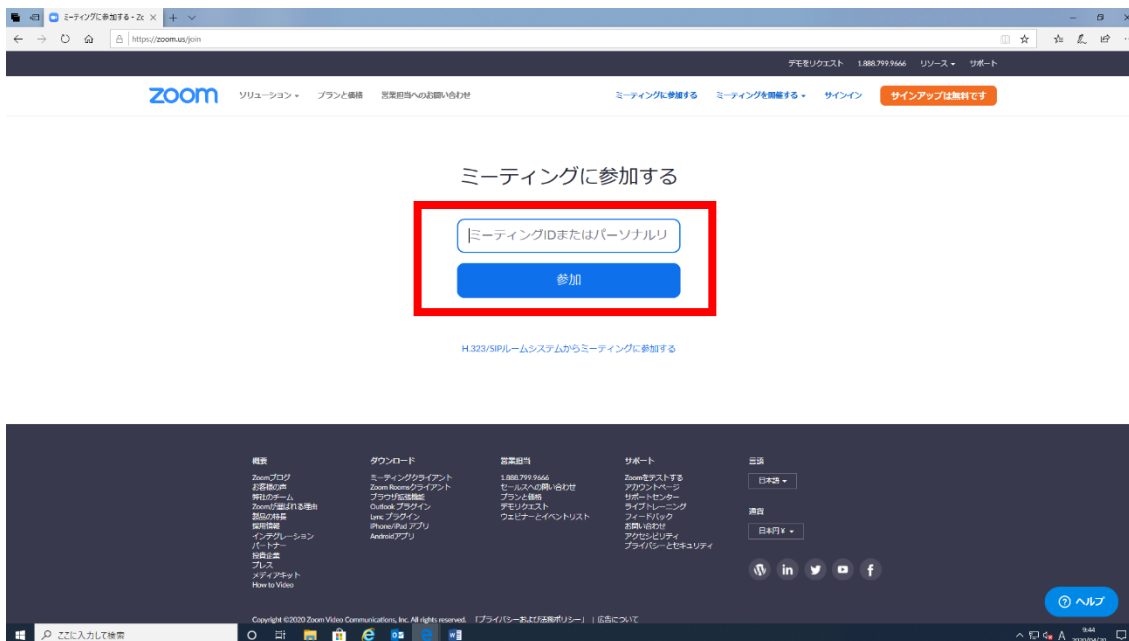 ミーティングに参加する - Zc
https://zoom.us/join
デモをリクエスト 1.888.799.9666 リソース サポート
zoom ソリューション プランと価格 営業担当へのお問い合わせ ミーティングに参加する ミーティングを開催する サインイン サインアップは無料です
ミーティングに参加する
ミーティングIDまたはパーソナルリ
参加
H.323/SIPルームシステムからミーティングに参加する
概要
Zoomブログ
お客様の声
弊社のチーム
Zoomが選ばれる理由
製品の特長
採用情報
インテグレーション
パートナー
投資企業
プレス
メディアキット
How to Video
ダウンロード
ミーティングクライアント
Zoom Roomsクライアント
ブラウザ拡張機能
Outlook プラグイン
Lync プラグイン
iPhone/iPad アプリ
Androidアプリ
営業担当
1.888.799.9666
セールスへの問い合わせ
プランと価格
デモリクエスト
ウェビナーとイベントリスト
サポート
Zoomをテストする
アカウントページ
サポートセンター
ライブトレーニング
フィードバック
お問い合わせ
アクセシビリティ
プライバシーとセキュリティ
言語
日本語
通貨
日本円 ¥
ヘルプ
Copyright ©2020 Zoom Video Communications, Inc. All rights reserved. 「プライバシーおよび法務ポリシー」 | 広告について
ここに入力して検索
A 9:44
2020/04/20